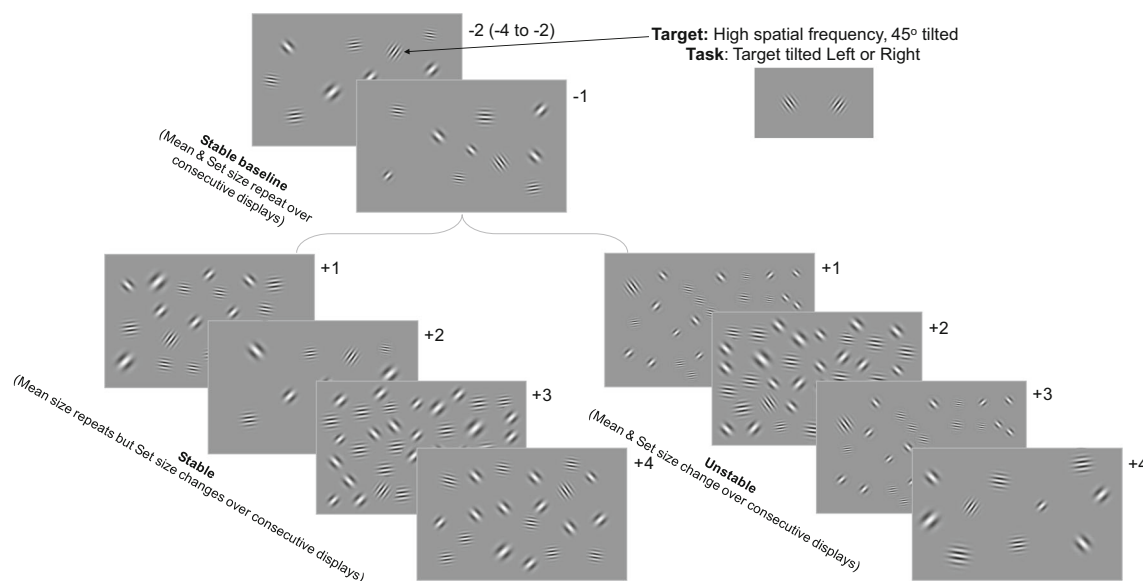 -2 (-4 to -2)
Target: High spatial frequency, 45º tilted
Task: Target tilted Left or Right
-1
Stable baseline
(Mean & Set size repeat over
consecutive displays)
+1
+2
+3
+4
Stable
(Mean size repeats but Set size changes over consecutive displays)
+1
+2
+3
+4
Unstable
(Mean & Set size change over consecutive displays)